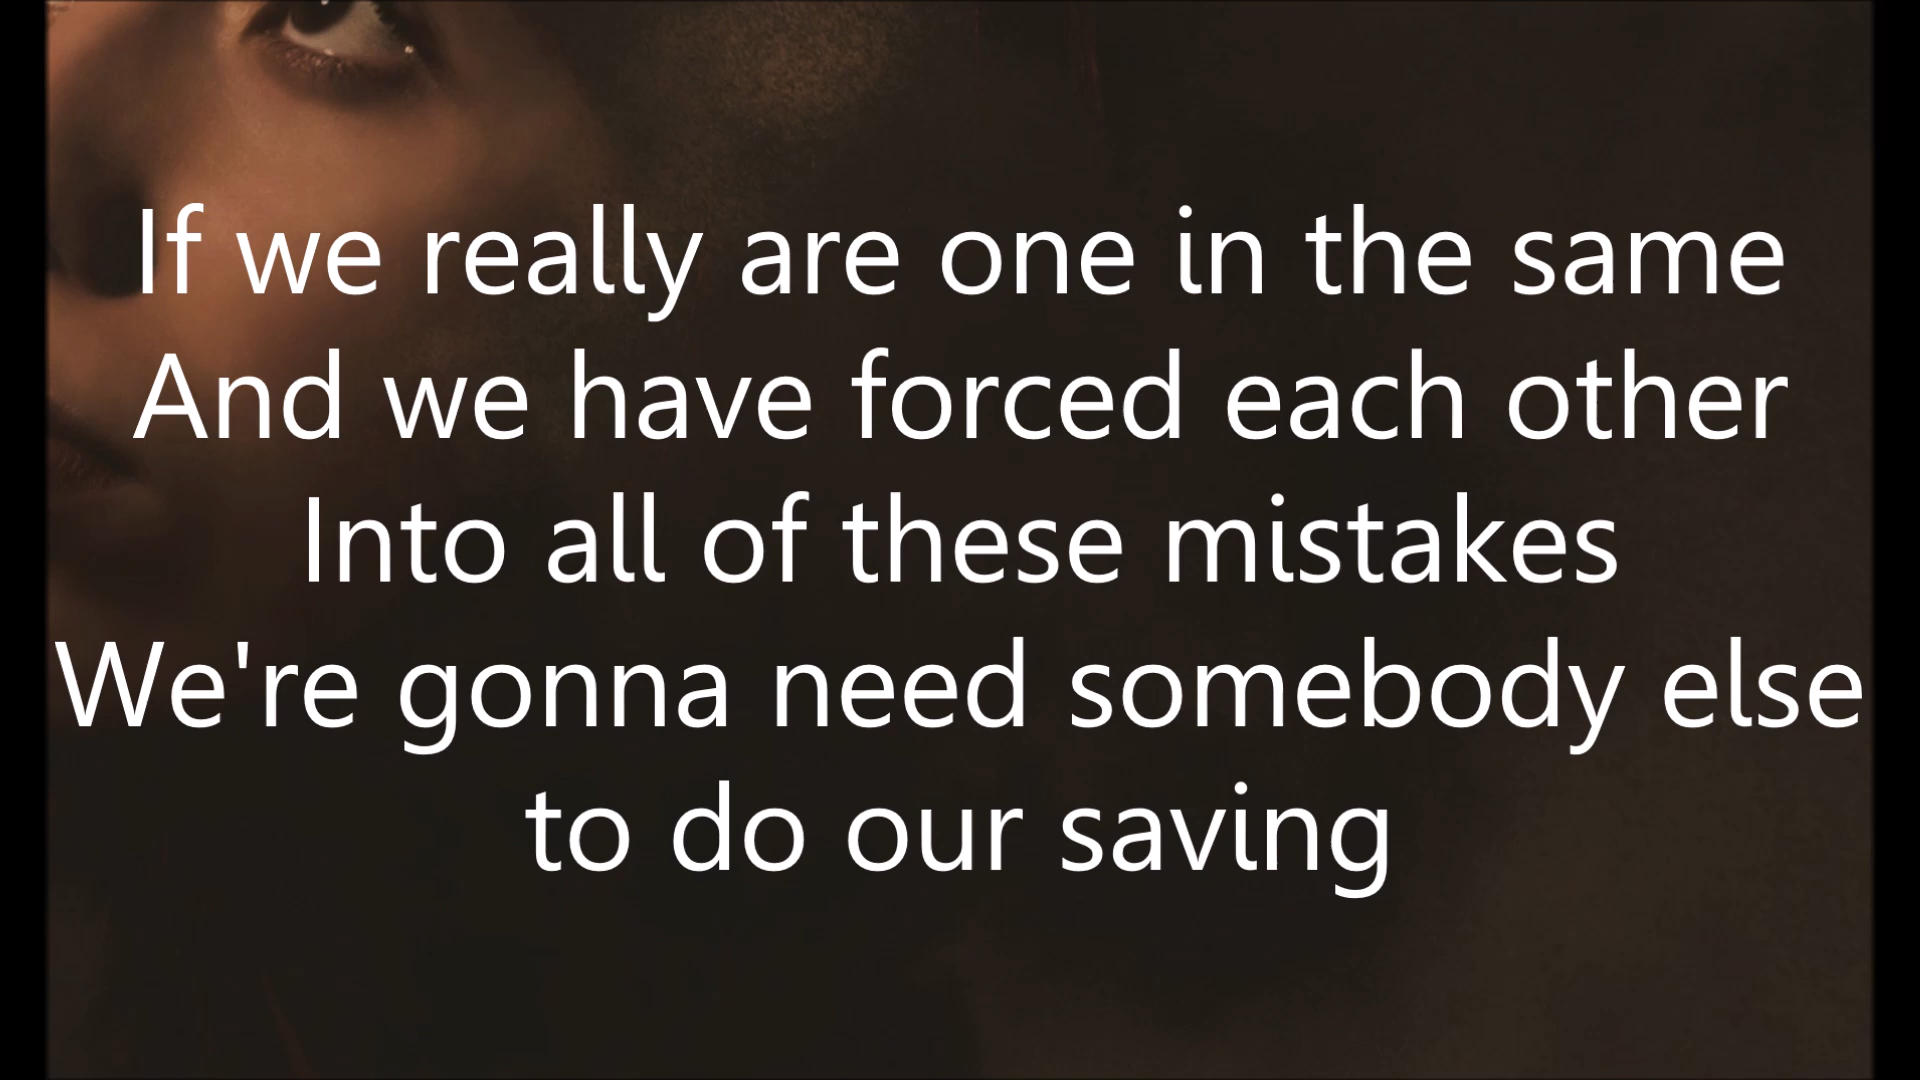 If we really are one in the same
And we have forced each other
Into all of these mistakes
We're gonna need somebody else
to do our saving